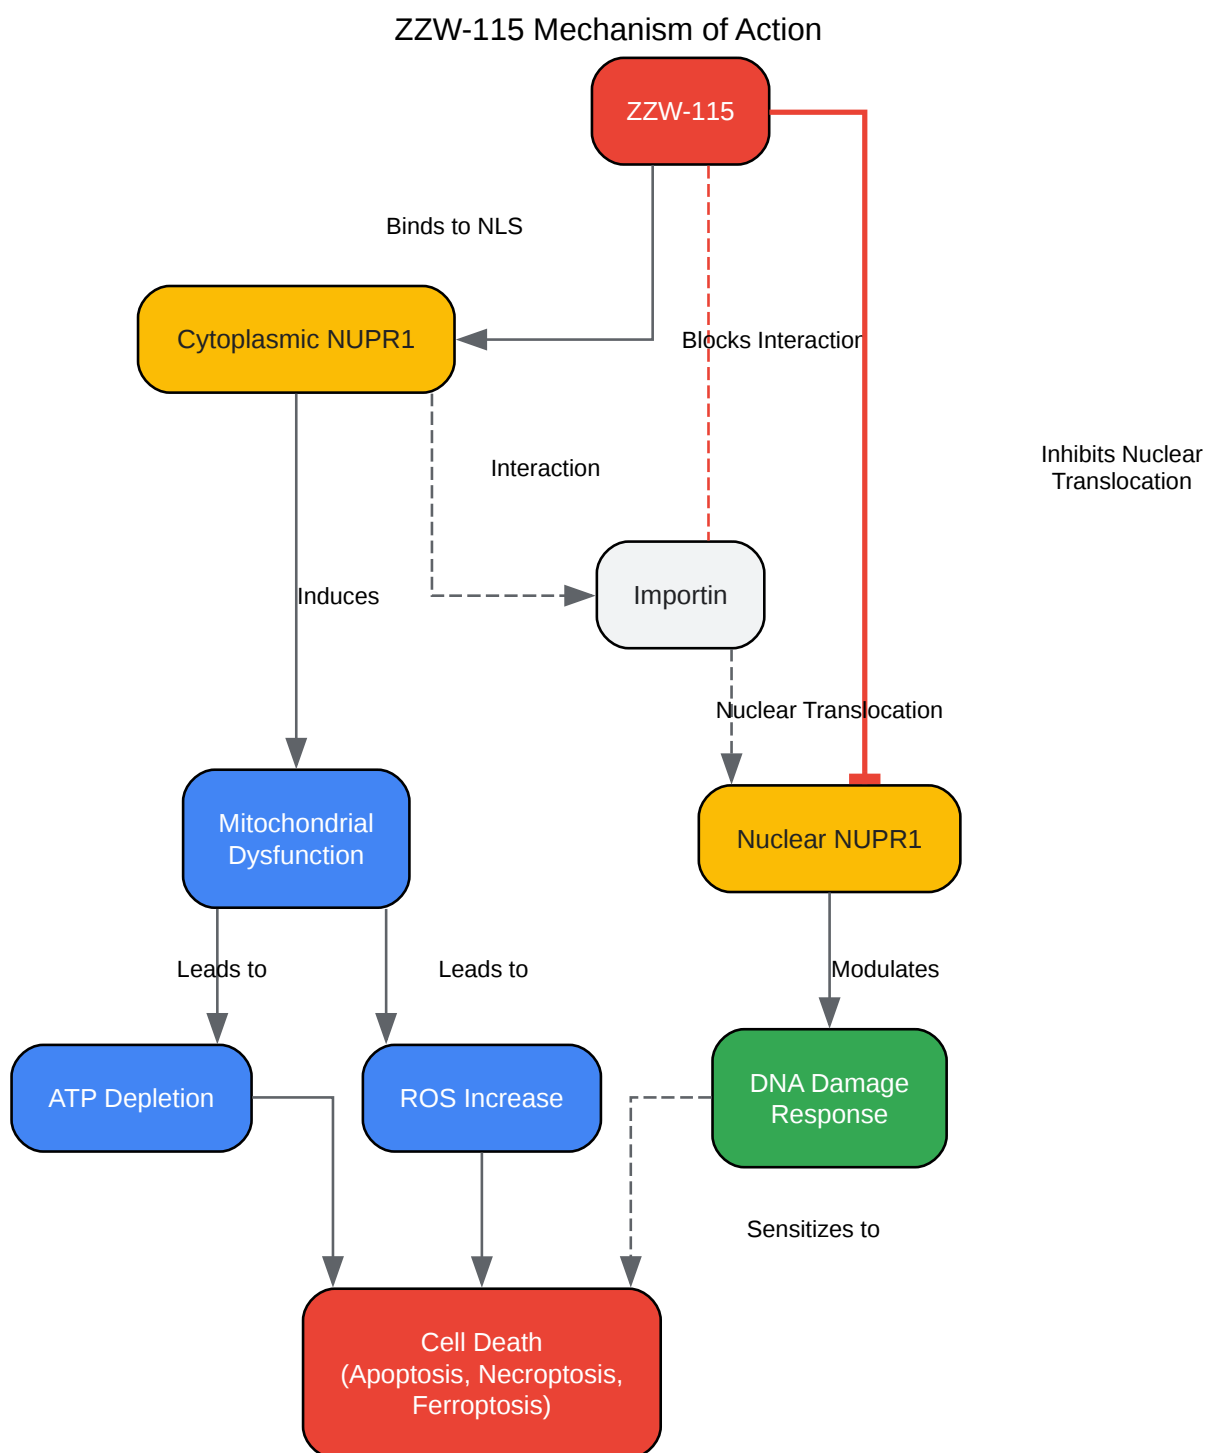 ZZW-115 Mechanism of Action
ZZW-115
Binds to NLS
Cytoplasmic NUPR1
Blocks Interaction
Interaction
Inhibits Nuclear
Translocation
Induces
Importin
Nuclear Translocation
Mitochondrial
Dysfunction
Nuclear NUPR1
Leads to
Leads to
Modulates
ATP Depletion
ROS Increase
DNA Damage
Response
Sensitizes to
Cell Death
(Apoptosis, Necroptosis,
Ferroptosis)